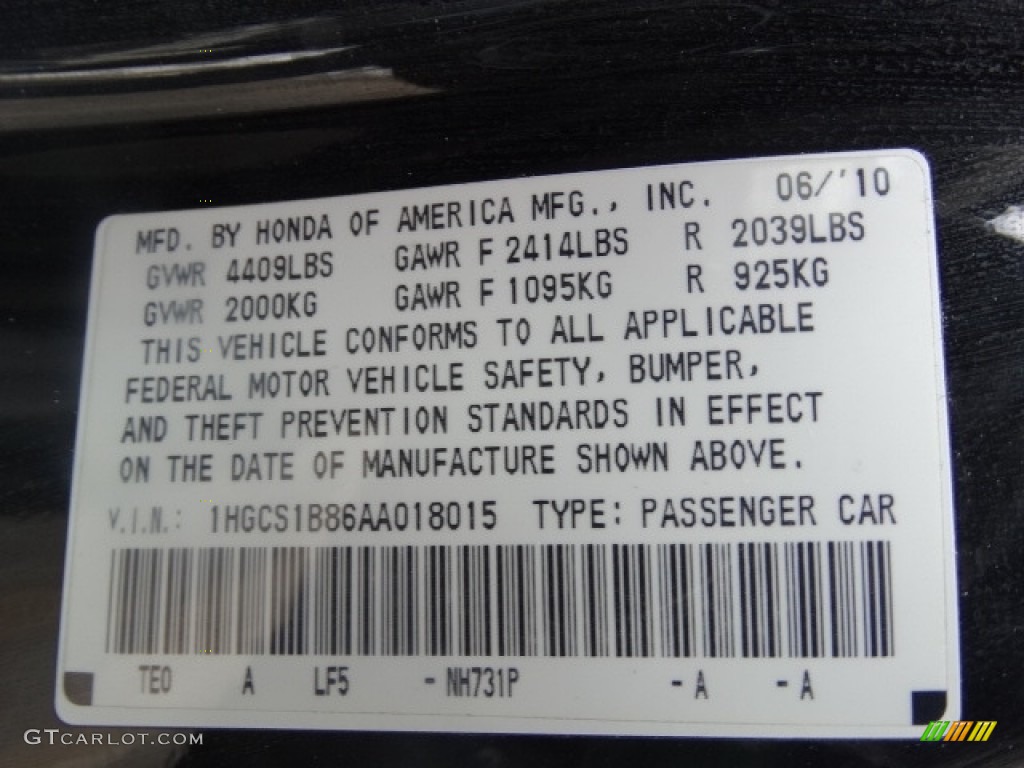 MFD. BY HONDA OF AMERICA MFG., INC. 06/'10
GVWR 4409LBS GAWR F 2414LBS R 2039LBS
GVWR 2000KG GAWR F 1095KG R 925KG
THIS VEHICLE CONFORMS TO ALL APPLICABLE
FEDERAL MOTOR VEHICLE SAFETY, BUMPER,
AND THEFT PREVENTION STANDARDS IN EFFECT
ON THE DATE OF MANUFACTURE SHOWN ABOVE.
V.I.N.: 1HGCS1B86AA018015 TYPE: PASSENGER CAR
TE0 A LF5 - NH731P - A - A
GTCARLOT.COM